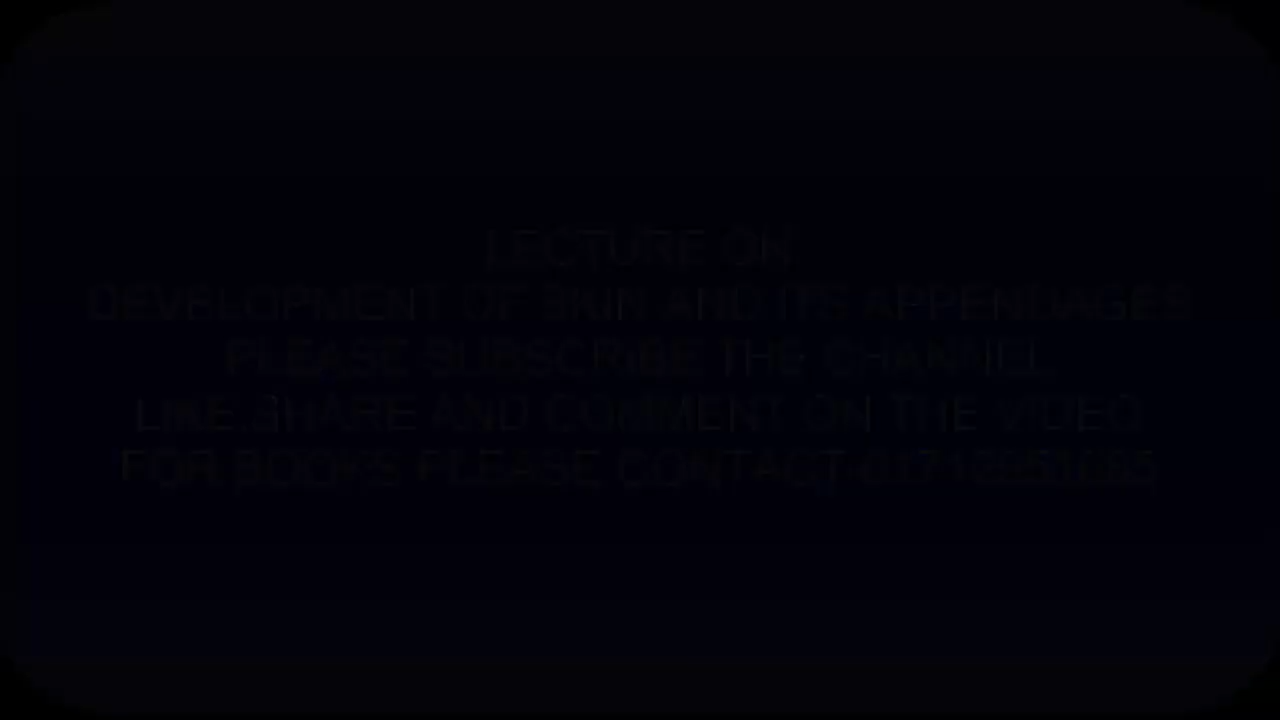 LECTURE ON
DEVELOPMENT OF SKIN AND ITS APPENDAGES
PLEASE SUBSCRIBE THE CHANNEL
LIKE,SHARE AND COMMENT ON THE VIDEO
FOR BOOKS PLEASE CONTACT